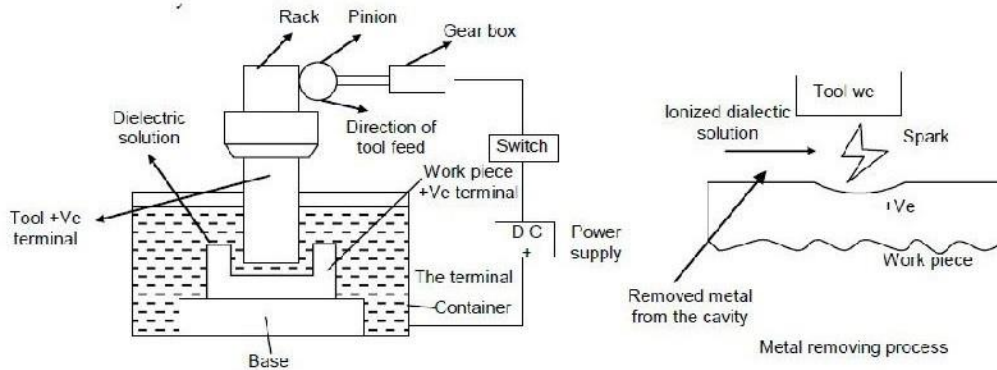 Rack
Pinion
Gear box
Dielectric
solution
Direction of
tool feed
Switch
Work piece
+Ve terminal
Tool +Ve
terminal
D C
+
Power
supply
The terminal
Container
Base
Tool we
Ionized dialectic
solution
Spark
+Ve
Work piece
Removed metal
from the cavity
Metal removing process